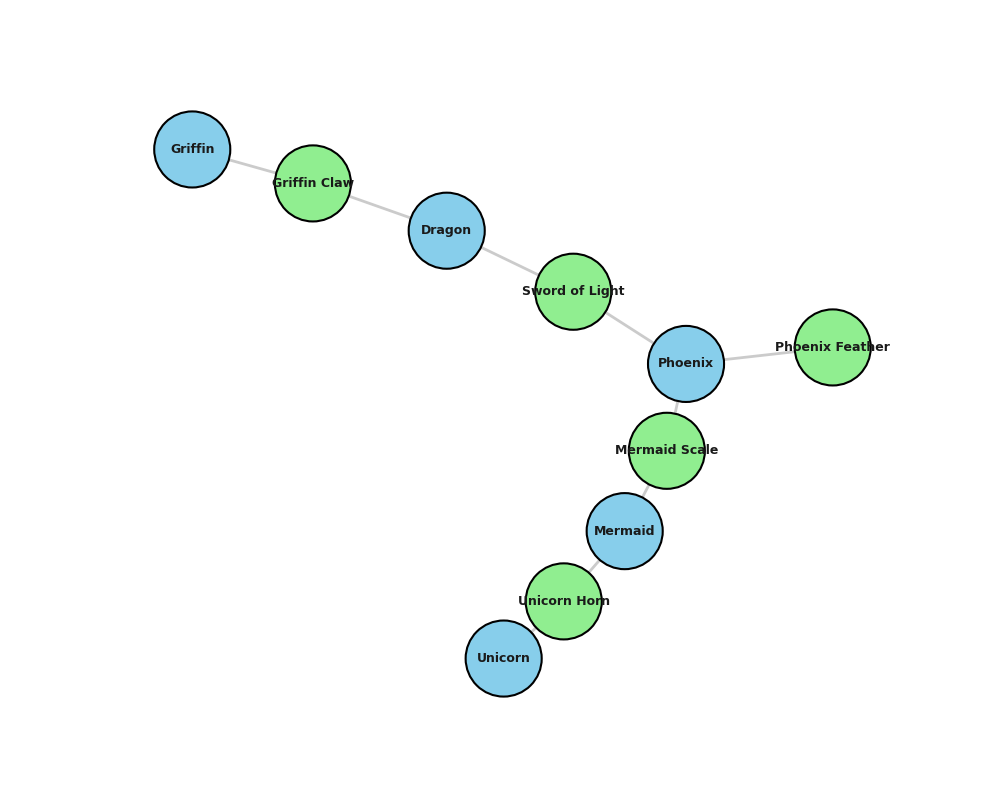 Griffin
Griffin Claw
Dragon
Sword of Light
Phoenix Feather
Phoenix
Mermaid Scale
Mermaid
Unicorn Horn
Unicorn